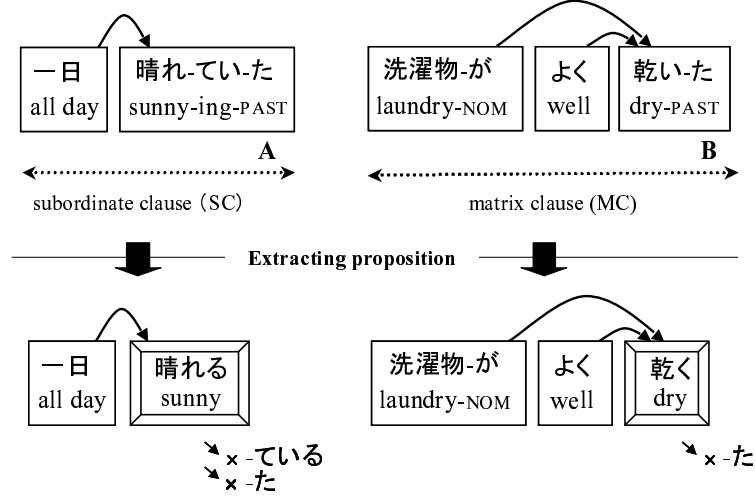 一日
all day
晴れ-てい-た
sunny-ing-PAST
A
洗濯物-が
laundry-NOM
よく
well
乾い-た
dry-PAST
B
subordinate clause（SC）
matrix clause (MC)
Extracting proposition
一日
all day
晴れる
sunny
洗濯物-が
laundry-NOM
よく
well
乾く
dry
× -ている
× -た
× -た